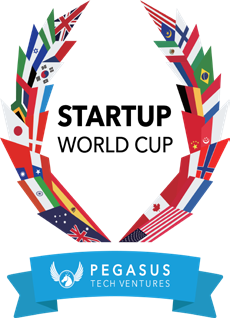 STARTUP
WORLD CUP
PEGASUS
TECH VENTURES